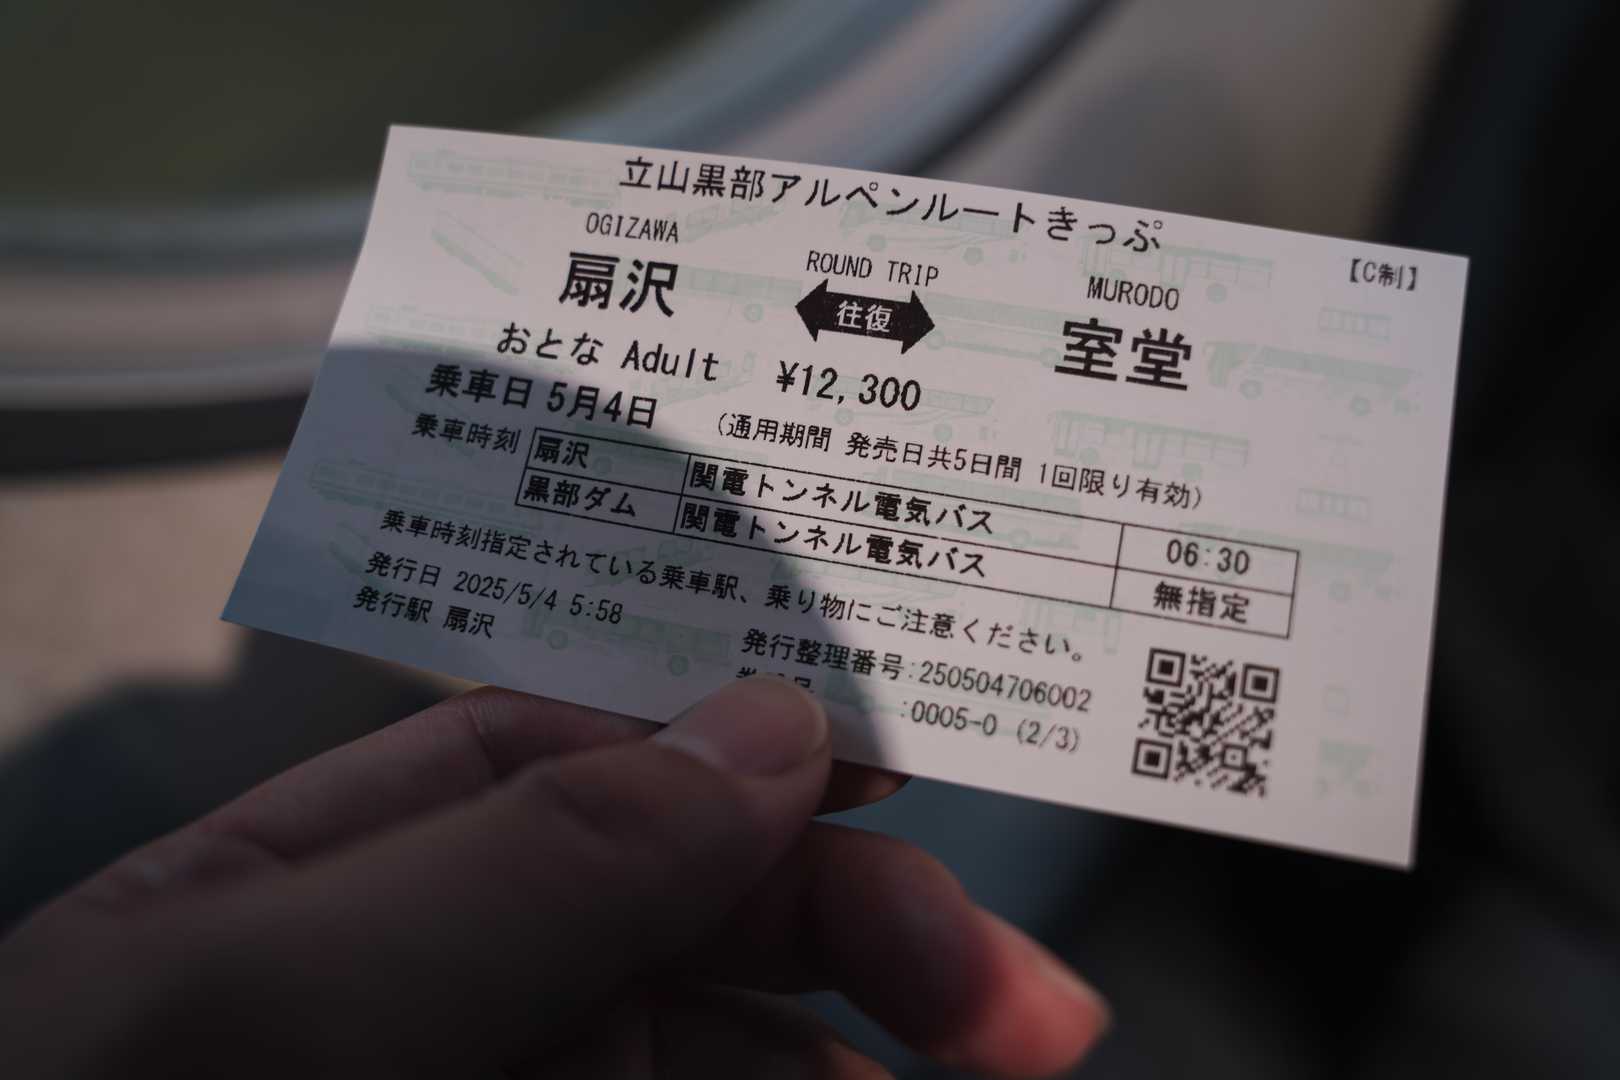 立山黒部アルペンルートきっぷ
【C制】
OGIZAWA ROUND TRIP MURODO
扇沢 往復 室堂
おとな Adult ¥12,300
乗車日 5月4日 (通用期間 発売日共5日間 1回限り有効)
乗車時刻 扇沢 関電トンネル電気バス 06:30
黒部ダム 関電トンネル電気バス 無指定
乗車時刻指定されている乗車駅、乗り物にご注意ください。
発行日 2025/5/4 5:58
発行駅 扇沢
発行整理番号:250504706002
:0005-0 (2/3)